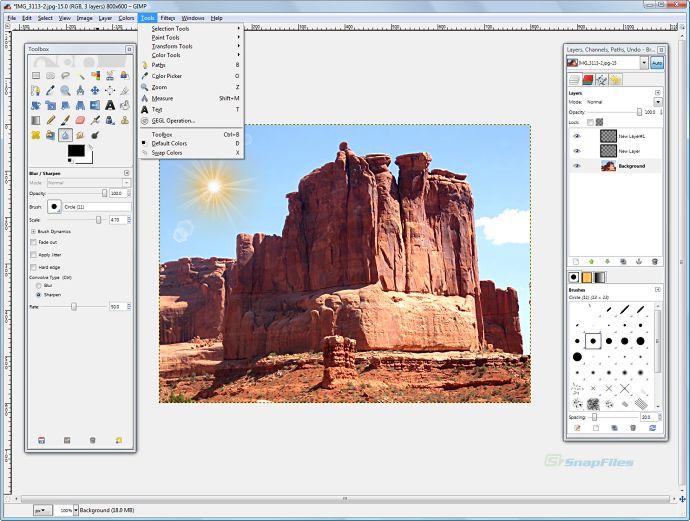 *IMG_3113-2.jpg-15.0 (RGB, 3 layers) 800x600 – GIMP
File Edit Select View Image Layer Colors Tools Filters Windows Help
Selection Tools
Paint Tools
Transform Tools
Color Tools
Paths B
Color Picker O
Zoom Z
Measure Shift+M
Text T
GEGL Operation...
Toolbox Ctrl+B
Default Colors D
Swap Colors X
Toolbox
Blur / Sharpen
Mode: Normal
Opacity: 100.0
Brush: Circle (11)
Scale: 4.70
Brush Dynamics
Fade out
Apply Jitter
Hard edge
Convolve Type (Ctrl)
Blur
Sharpen
Rate: 50.0
Layers, Channels, Paths, Undo - Br...
IMG_3113-2.jpg-15 Auto
Layers
Mode: Normal
Opacity: 100.0
Lock:
New Layer#1
New Layer
Background
Brushes
Circle (11) (13 × 13)
Spacing: 20.0
SnapFiles
px 100% Background (18.0 MB)